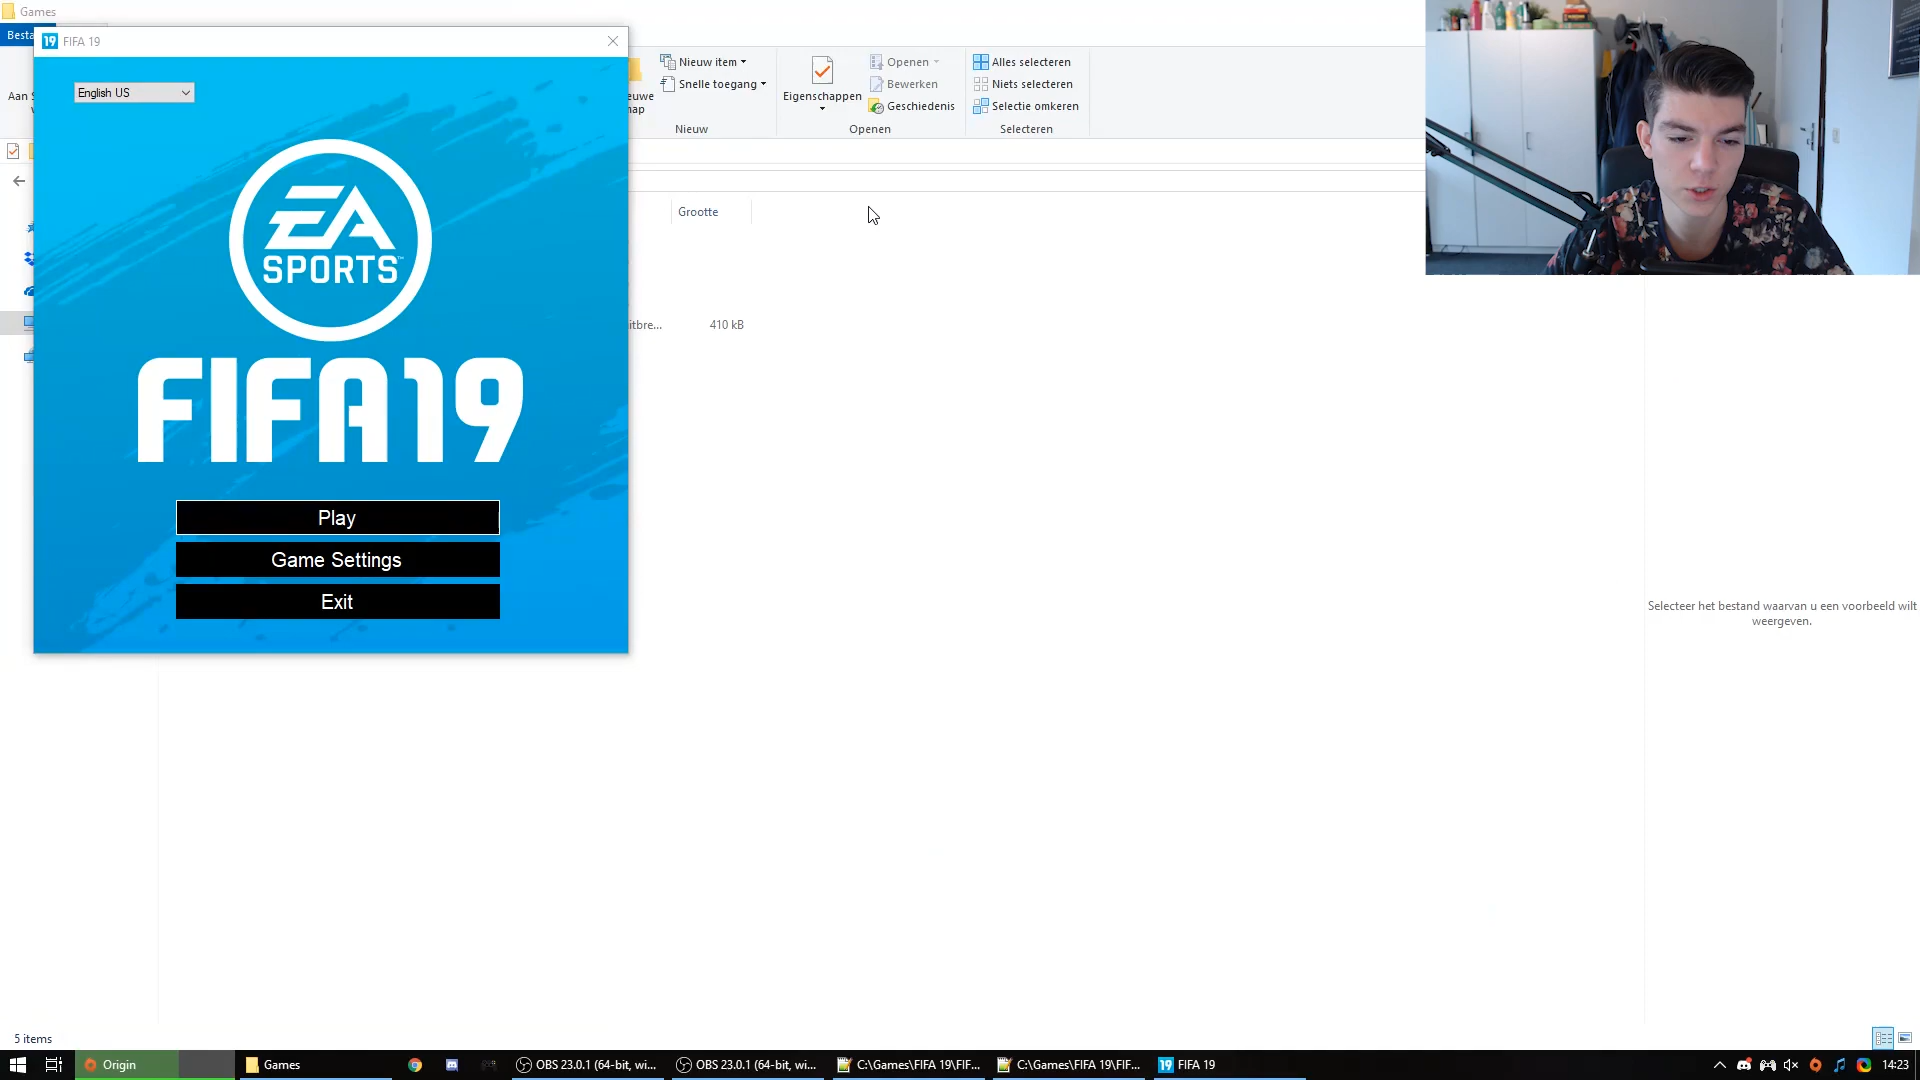 Games
Besta
FIFA 19
English US
EA
SPORTS
FIFA 19
Play
Game Settings
Exit
Aan
euwe
map
Nieuw item
Snelle toegang
Nieuw
Eigenschappen
Openen
Bewerken
Geschiedenis
Openen
Alles selecteren
Niets selecteren
Selectie omkeren
Selecteren
Grootte
itbre...
410 kB
Selecteer het bestand waarvan u een voorbeeld wilt
weergeven.
5 items
Origin
Games
OBS 23.0.1 (64-bit, wi...
OBS 23.0.1 (64-bit, wi...
C:\Games\FIFA 19\FIF...
C:\Games\FIFA 19\FIF...
19 FIFA 19
14:23